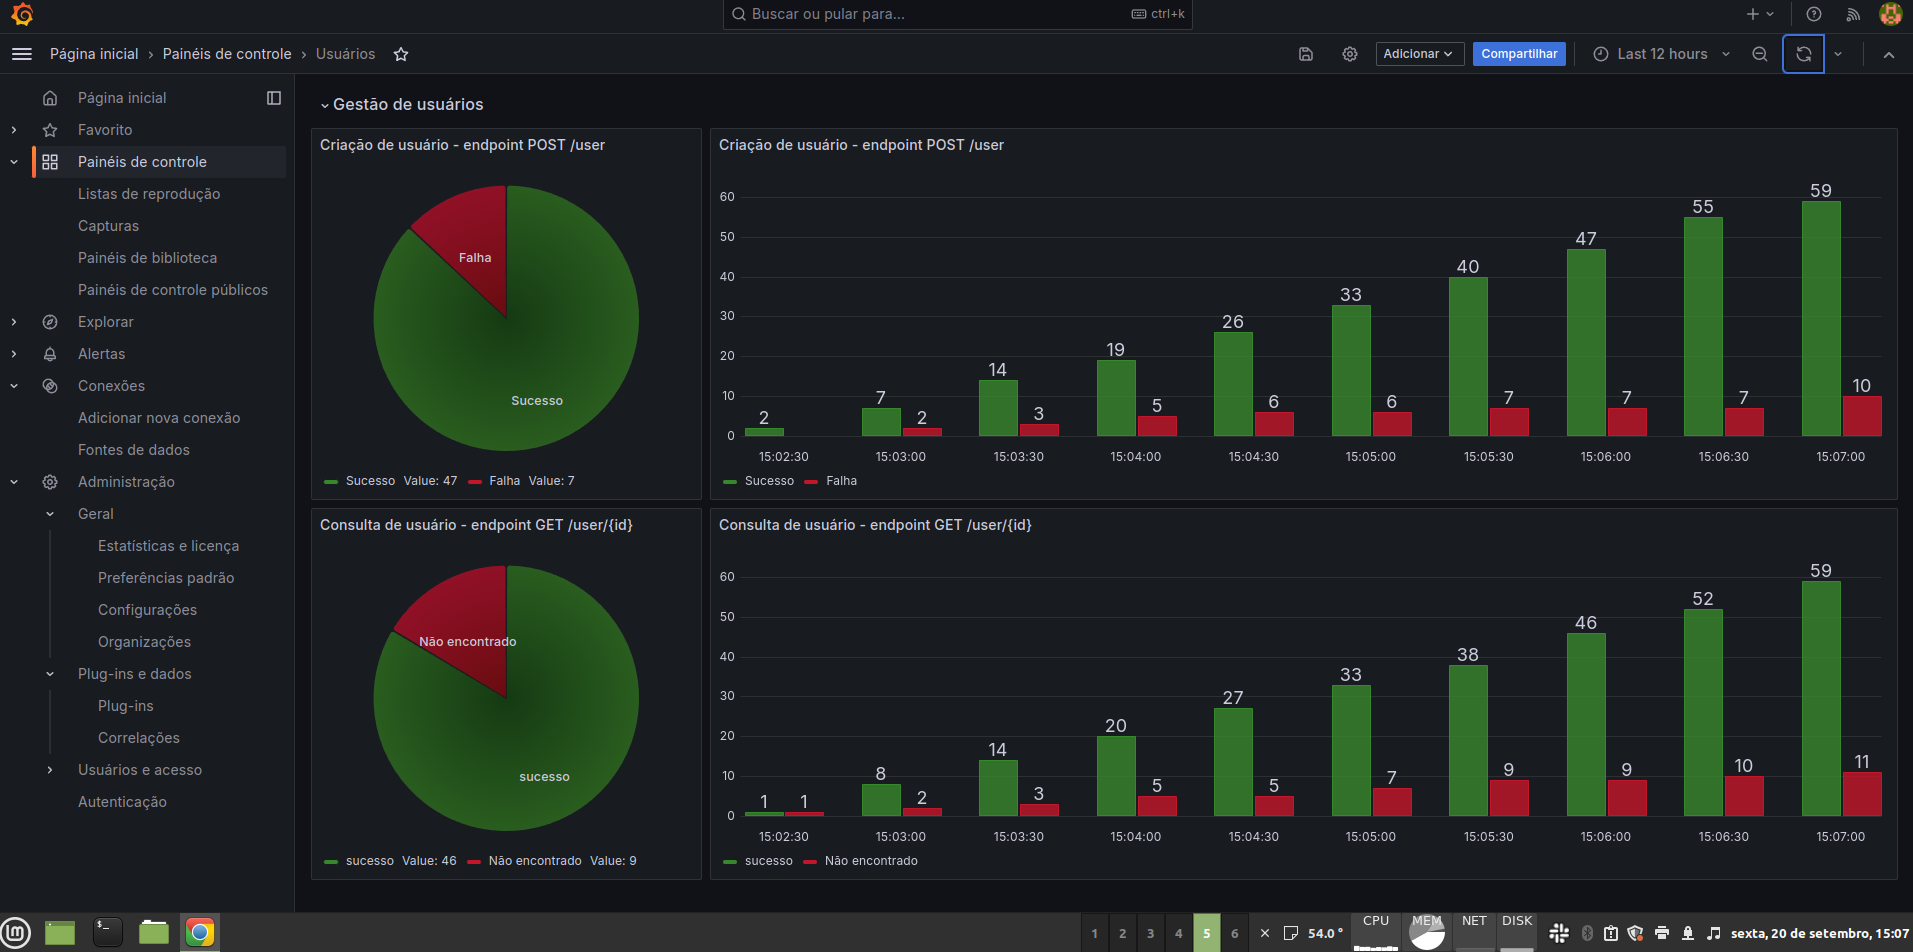 Buscar ou pular para...
ctrl+k
Página inicial › Painéis de controle › Usuários
Adicionar
Compartilhar
Last 12 hours
Página inicial
Favorito
Painéis de controle
Listas de reprodução
Capturas
Painéis de biblioteca
Painéis de controle públicos
Explorar
Alertas
Conexões
Adicionar nova conexão
Fontes de dados
Administração
Geral
Estatísticas e licença
Preferências padrão
Configurações
Organizações
Plug-ins e dados
Plug-ins
Correlações
Usuários e acesso
Autenticação
Gestão de usuários
Criação de usuário - endpoint POST /user
Falha
Sucesso
Sucesso Value: 47 Falha Value: 7
Criação de usuário - endpoint POST /user
60
50
40
30
20
10
0
2
7 2
14 3
19 5
26 6
33 6
40 7
47 7
55 7
59 10
15:02:30 15:03:00 15:03:30 15:04:00 15:04:30 15:05:00 15:05:30 15:06:00 15:06:30 15:07:00
Sucesso Falha
Consulta de usuário - endpoint GET /user/{id}
Não encontrado
sucesso
sucesso Value: 46 Não encontrado Value: 9
Consulta de usuário - endpoint GET /user/{id}
60
50
40
30
20
10
0
1 1
8 2
14 3
20 5
27 5
33 7
38 9
46 9
52 10
59 11
15:02:30 15:03:00 15:03:30 15:04:00 15:04:30 15:05:00 15:05:30 15:06:00 15:06:30 15:07:00
sucesso Não encontrado
1 2 3 4 5 6
54.0 °
CPU MEM NET DISK
sexta, 20 de setembro, 15:07